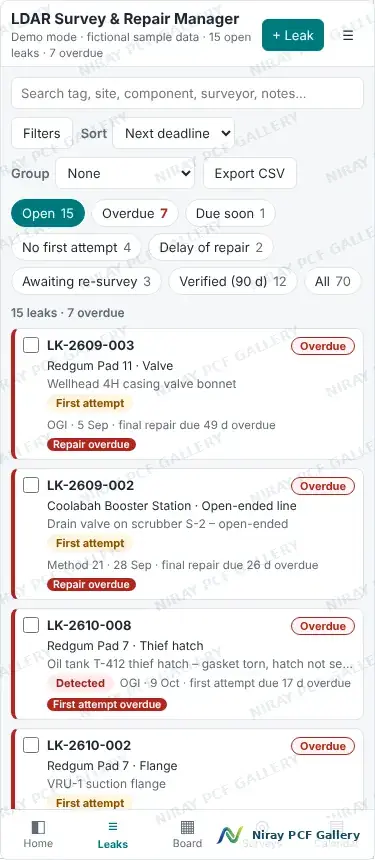 LDAR Survey & Repair Manager
Demo mode · fictional sample data · 15 open
leaks · 7 overdue
+ Leak
Search tag, site, component, surveyor, notes...
Filters
Sort
Next deadline
Group
None
Export CSV
Open 15
Overdue 7
Due soon 1
No first attempt 4
Delay of repair 2
Awaiting re-survey 3
Verified (90 d) 12
All 70
15 leaks · 7 overdue
LK-2609-003
Overdue
Redgum Pad 11 · Valve
Wellhead 4H casing valve bonnet
First attempt
OGI · 5 Sep · final repair due 49 d overdue
Repair overdue
LK-2609-002
Overdue
Coolabah Booster Station · Open-ended line
Drain valve on scrubber S-2 – open-ended
First attempt
Method 21 · 28 Sep · final repair due 26 d overdue
Repair overdue
LK-2610-008
Overdue
Redgum Pad 7 · Thief hatch
Oil tank T-412 thief hatch – gasket torn, hatch not se...
Detected
OGI · 9 Oct · first attempt due 17 d overdue
First attempt overdue
LK-2610-002
Overdue
Redgum Pad 7 · Flange
VRU-1 suction flange
First attempt
Home
Leaks
Board
Surveys
Calendar
Niray PCF Gallery
NIRAY PCF GALLERY